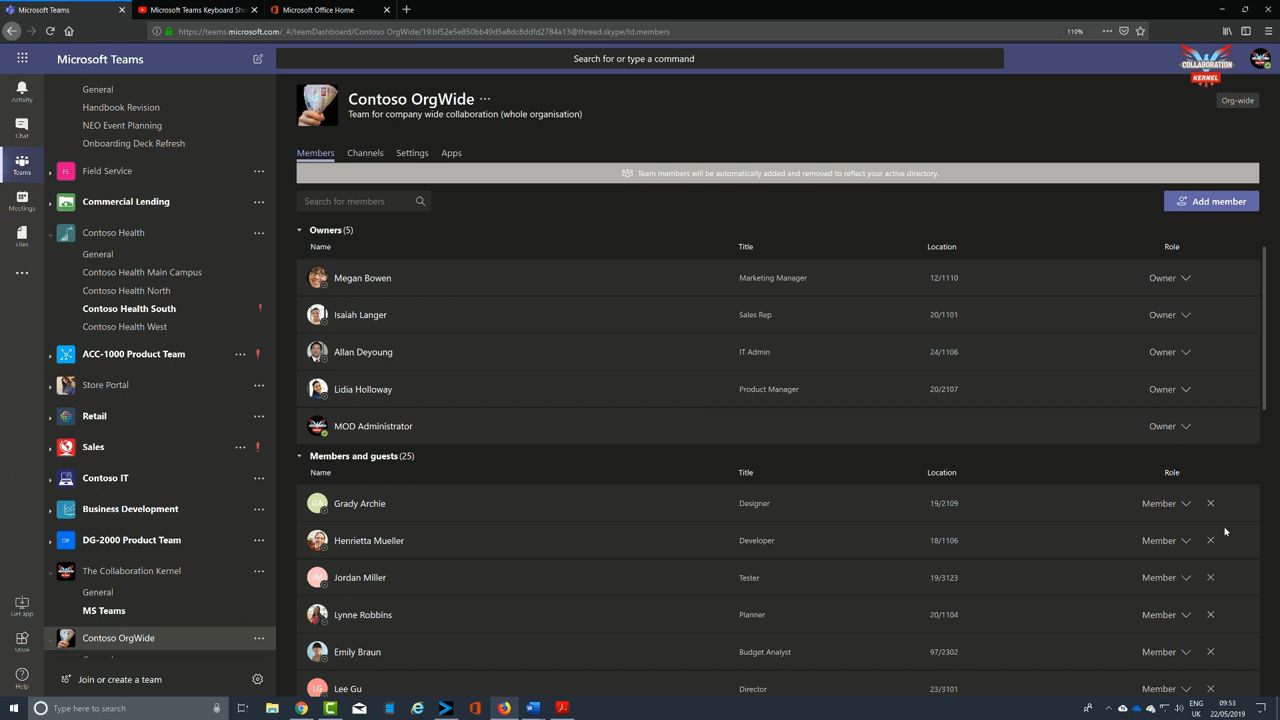 Microsoft Teams
Microsoft Teams Keyboard Sho
Microsoft Office Home
https://teams.microsoft.com/_#/teamDashboard/Contoso OrgWide/19:bf52e5e850bb49d5a8dc8ddfd2784a13@thread.skype/td.members
110%
Microsoft Teams
Search for or type a command
COLLABORATION
KERNEL
Activity
Chat
Teams
Meetings
Files
Get app
Store
Help
General
Handbook Revision
NEO Event Planning
Onboarding Deck Refresh
FS Field Service
Commercial Lending
Contoso Health
General
Contoso Health Main Campus
Contoso Health North
Contoso Health South
Contoso Health West
ACC-1000 Product Team
Store Portal
Retail
Sales
Contoso IT
Business Development
DP DG-2000 Product Team
The Collaboration Kernel
General
MS Teams
Contoso OrgWide
Join or create a team
Contoso OrgWide
Team for company wide collaboration (whole organisation)
Org-wide
Members Channels Settings Apps
Team members will be automatically added and removed to reflect your active directory.
Search for members
Add member
Owners (5)
Name Title Location Role
Megan Bowen Marketing Manager 12/1110 Owner
Isaiah Langer Sales Rep 20/1101 Owner
Allan Deyoung IT Admin 24/1106 Owner
Lidia Holloway Product Manager 20/2107 Owner
MOD Administrator Owner
Members and guests (25)
Name Title Location Role
GA Grady Archie Designer 19/2109 Member
Henrietta Mueller Developer 18/1106 Member
JM Jordan Miller Tester 19/3123 Member
Lynne Robbins Planner 20/1104 Member
Emily Braun Budget Analyst 97/2302 Member
LG Lee Gu Director 23/3101 Member
Type here to search
ENG
UK
09:53
22/05/2019